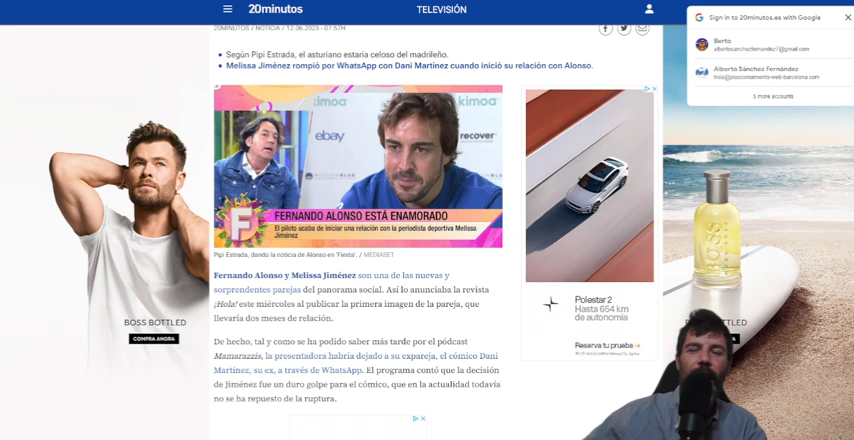 20minutos
TELEVISIÓN
20MINUTOS / NOTICIA / 12.06.2023 - 07:57H
Según Pipi Estrada, el asturiano estaría celoso del madrileño.
Melissa Jiménez rompió por WhatsApp con Dani Martínez cuando inició su relación con Alonso.
kimoa
kimoa
ebay
recover
F
FERNANDO ALONSO ESTÁ ENAMORADO
El piloto acaba de iniciar una relación con la periodista deportiva Melissa
Jiménez
Pipi Estrada, dando la noticia de Alonso en 'Fiesta'. / MEDIASET
Fernando Alonso y Melissa Jiménez son una de las nuevas y
sorprendentes parejas del panorama social. Así lo anunciaba la revista
¡Hola! este miércoles al publicar la primera imagen de la pareja, que
llevaría dos meses de relación.
De hecho, tal y como se ha podido saber más tarde por el pódcast
Mamarazzis, la presentadora habría dejado a su expareja, el cómico Dani
Martínez, su ex, a través de WhatsApp. El programa contó que la decisión
de Jiménez fue un duro golpe para el cómico, que en la actualidad todavía
no se ha repuesto de la ruptura.
BOSS BOTTLED
COMPRA AHORA
Polestar 2
Hasta 654 km
de autonomía
Reserva tu prueba
Sign in to 20minutos.es with Google
Berto
albertosanchezfernandez7@gmail.com
Alberto Sánchez Fernández
hola@posicionamiento-web-barcelona.com
5 more accounts
BOSS
BOTTLED